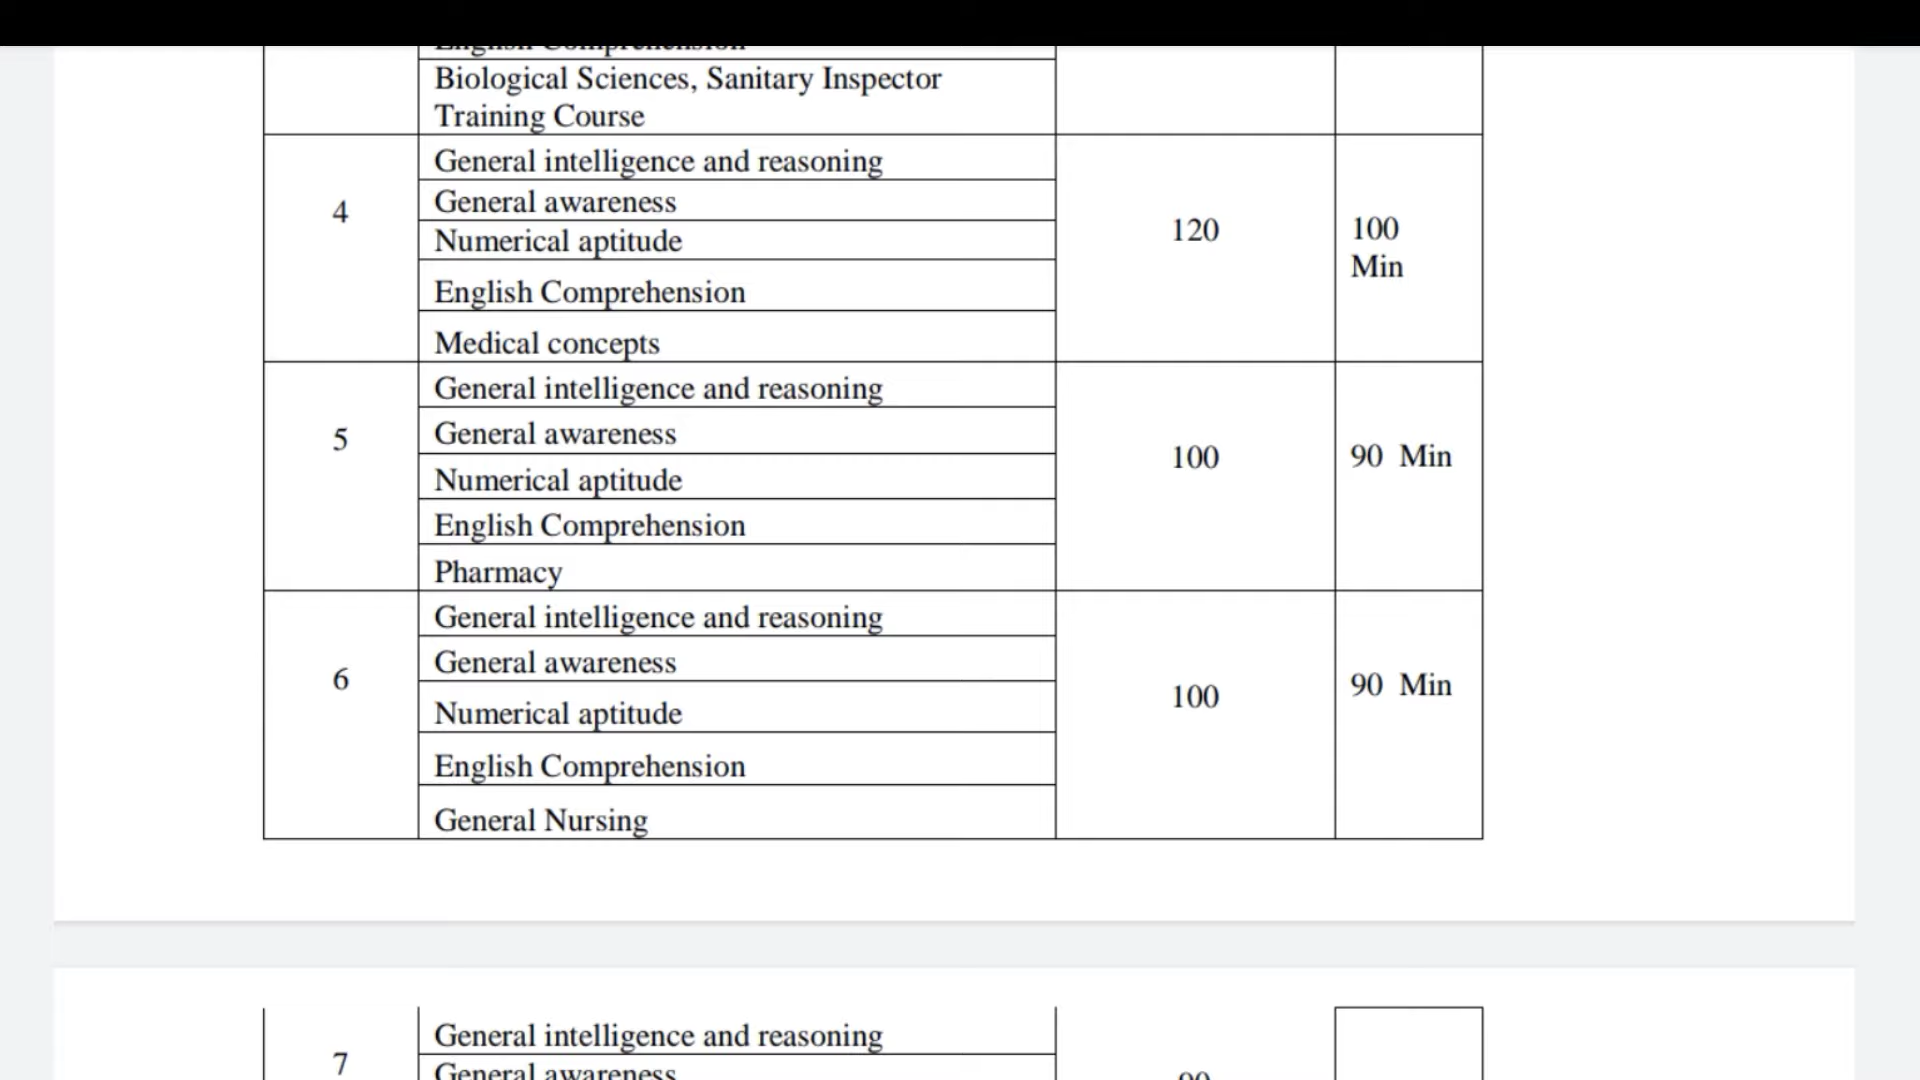 English Comprehension
Biological Sciences, Sanitary Inspector
Training Course
4
General intelligence and reasoning
General awareness
Numerical aptitude
English Comprehension
Medical concepts
120
100
Min
5
General intelligence and reasoning
General awareness
Numerical aptitude
English Comprehension
Pharmacy
100
90 Min
6
General intelligence and reasoning
General awareness
Numerical aptitude
English Comprehension
General Nursing
100
90 Min
7
General intelligence and reasoning
General awareness